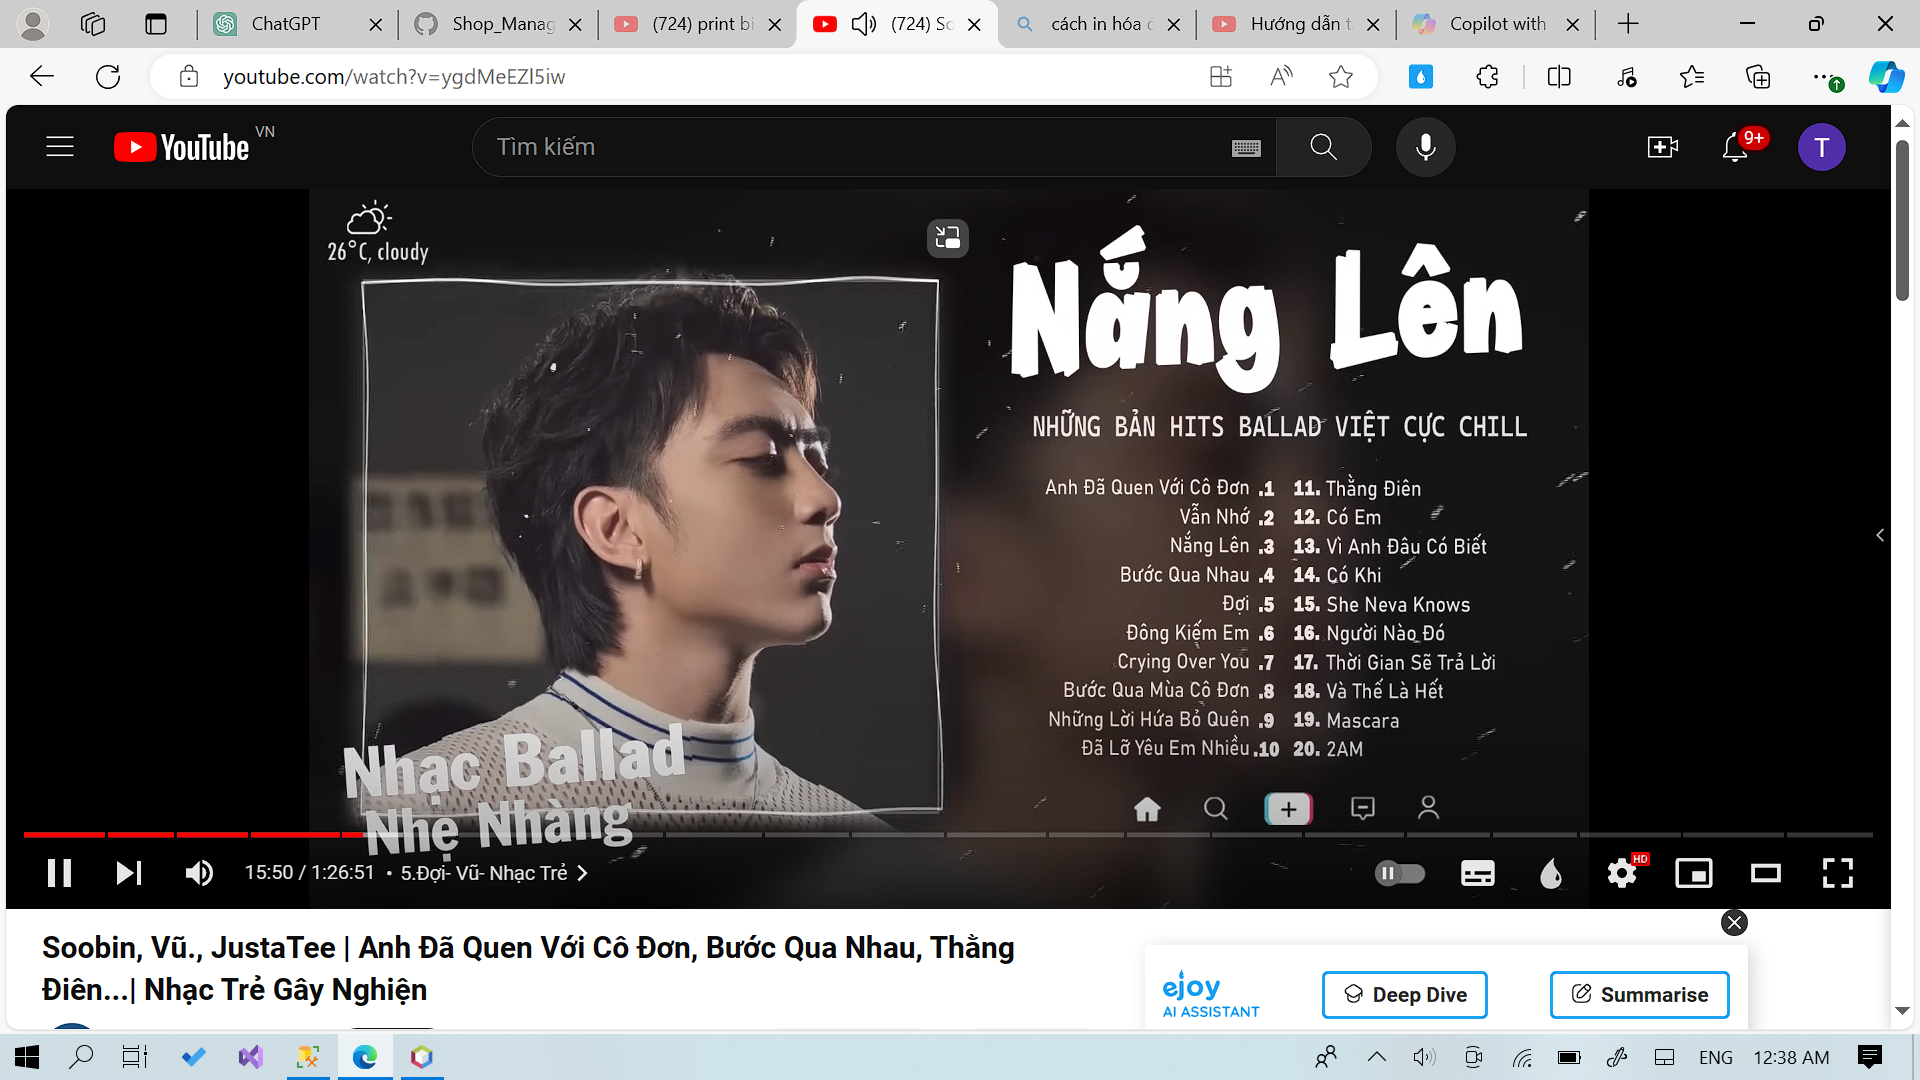 ChatGPT
Shop_Manag
(724) print bi
(724) So
cách in hóa đ
Hướng dẫn t
Copilot with
youtube.com/watch?v=ygdMeEZl5iw
YouTube VN
Tìm kiếm
9+
T
26°C, cloudy
Nắng Lên
NHỮNG BẢN HITS BALLAD VIỆT CỰC CHILL
Anh Đã Quen Với Cô Đơn .1
Vẫn Nhớ .2
Nắng Lên .3
Bước Qua Nhau .4
Đợi .5
Đông Kiếm Em .6
Crying Over You .7
Bước Qua Mùa Cô Đơn .8
Những Lời Hứa Bỏ Quên .9
Đã Lỡ Yêu Em Nhiều .10
11. Thằng Điên
12. Có Em
13. Vì Anh Đâu Có Biết
14. Có Khi
15. She Neva Knows
16. Người Nào Đó
17. Thời Gian Sẽ Trả Lời
18. Và Thế Là Hết
19. Mascara
20. 2AM
Nhạc Ballad
Nhẹ Nhàng
15:50 / 1:26:51 • 5.Đợi- Vũ- Nhạc Trẻ
HD
Soobin, Vũ., JustaTee | Anh Đã Quen Với Cô Đơn, Bước Qua Nhau, Thằng
Điên...| Nhạc Trẻ Gây Nghiện
ejoy
AI ASSISTANT
Deep Dive
Summarise
ENG
12:38 AM